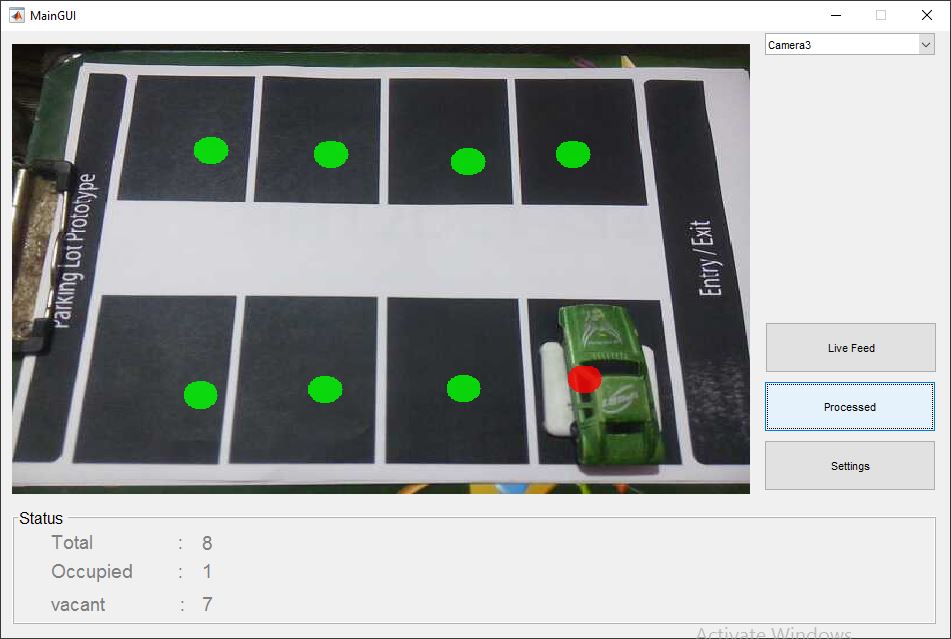 MainGUI
Camera3
Parking Lot Prototype
Entry / Exit
Live Feed
Processed
Settings
Status
Total : 8
Occupied : 1
vacant : 7
Activate Windows